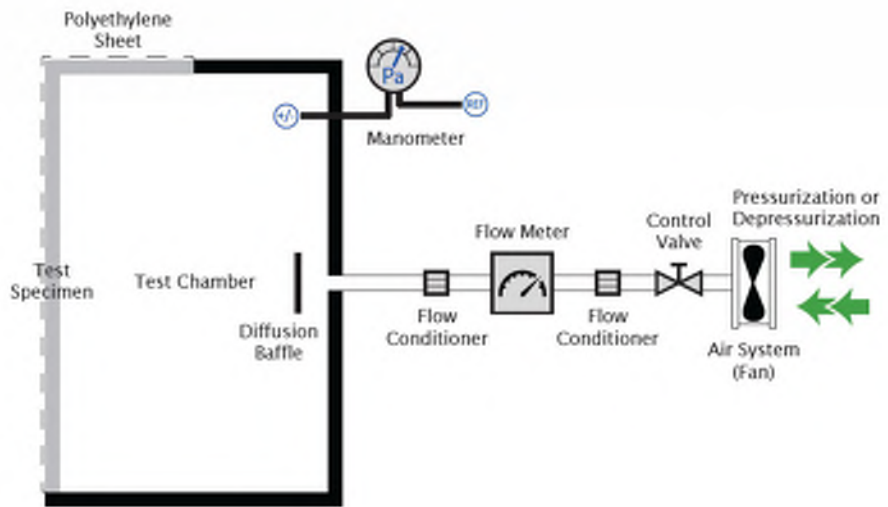 Polyethylene
Sheet
Pa
+/-
REF
Manometer
Pressurization or
Depressurization
Control
Valve
Flow Meter
Test
Specimen
Test Chamber
Diffusion
Baffle
Flow
Conditioner
Flow
Conditioner
Air System
(Fan)